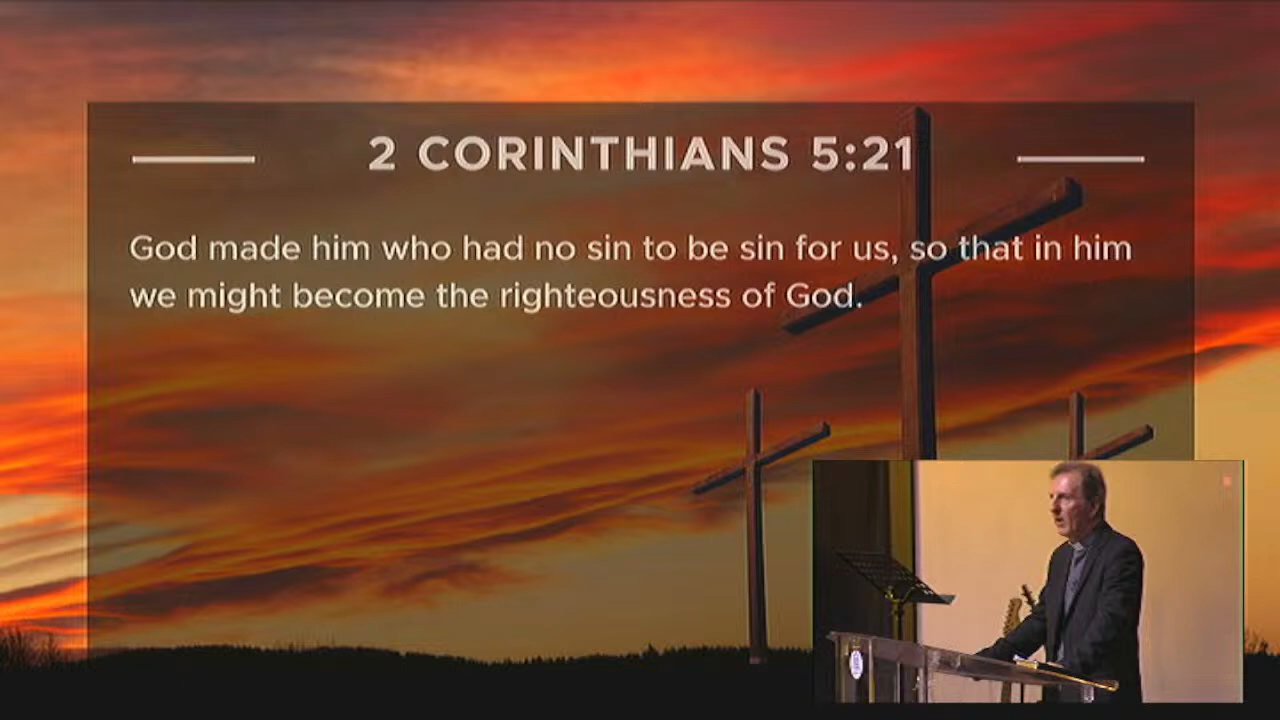 2 CORINTHIANS 5:21
God made him who had no sin to be sin for us, so that in him
we might become the righteousness of God.